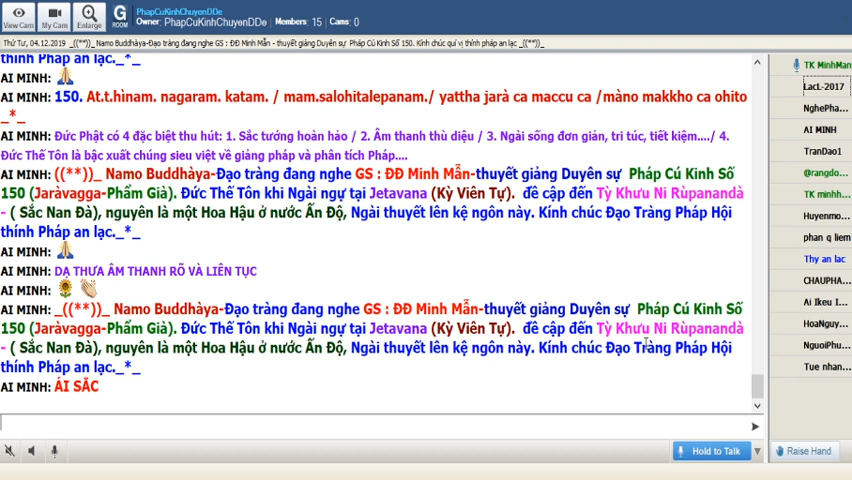 View Cam
My Cam
Enlarge
G
ROOM
PhapCuKinhChuyenDDe
Owner: PhapCuKinhChuyenDDe Members: 15 Cams: 0
Thứ Tư, 04.12.2019 _((**))_ Namo Buddhàya-Đạo tràng đang nghe GS : ĐĐ Minh Mẫn - thuyết giảng Duyên sự Pháp Cú Kinh Số 150. Kính chúc quí vị thính pháp an lạc _((**))_
thính Pháp an lạc._*_
AI MINH: 🙏
AI MINH: 150. At.t.hìnam. nagaram. katam. / mam.salohitalepanam./ yattha jarà ca maccu ca /màno makkho ca ohito
_*_
AI MINH: Đức Phật có 4 đặc biệt thu hút: 1. Sắc tướng hoàn hảo / 2. Âm thanh thù diệu / 3. Ngài sống đơn giản, tri túc, tiết kiệm..../ 4.
Đức Thế Tôn là bậc xuất chúng sieu việt về giảng pháp và phân tích Pháp....
AI MINH: ((**))_ Namo Buddhàya-Đạo tràng đang nghe GS : ĐĐ Minh Mẫn-thuyết giảng Duyên sự Pháp Cú Kinh Số
150 (Jaràvagga-Phẩm Già). Đức Thế Tôn khi Ngài ngự tại Jetavana (Kỳ Viên Tự). đề cập đến Tỳ Khưu Ni Rùpanandà
- ( Sắc Nan Đà), nguyên là một Hoa Hậu ở nước Ấn Độ, Ngài thuyết lên kệ ngôn này. Kính chúc Đạo Tràng Pháp Hội
thính Pháp an lạc._*_
AI MINH: 🙏
AI MINH: DẠ THƯA ÂM THANH RÕ VÀ LIÊN TỤC
AI MINH: 🌻 👏
AI MINH: _((**))_ Namo Buddhàya-Đạo tràng đang nghe GS : ĐĐ Minh Mẫn-thuyết giảng Duyên sự Pháp Cú Kinh Số
150 (Jaràvagga-Phẩm Già). Đức Thế Tôn khi Ngài ngự tại Jetavana (Kỳ Viên Tự). đề cập đến Tỳ Khưu Ni Rùpanandà
- ( Sắc Nan Đà), nguyên là một Hoa Hậu ở nước Ấn Độ, Ngài thuyết lên kệ ngôn này. Kính chúc Đạo Tràng Pháp Hội
thính Pháp an lạc._*_
AI MINH: ÁI SẮC
Hold to Talk
Raise Hand
TK MinhMan
LacL-2017
NghePha...
AI MINH
TranDao1
@rangdo...
TK minhh...
Huyenmo...
phan q liem
Thy an lac
CHAUPHA...
Ai Ikeu I...
HoaNguy...
NguoiPhu...
Tue nhan...